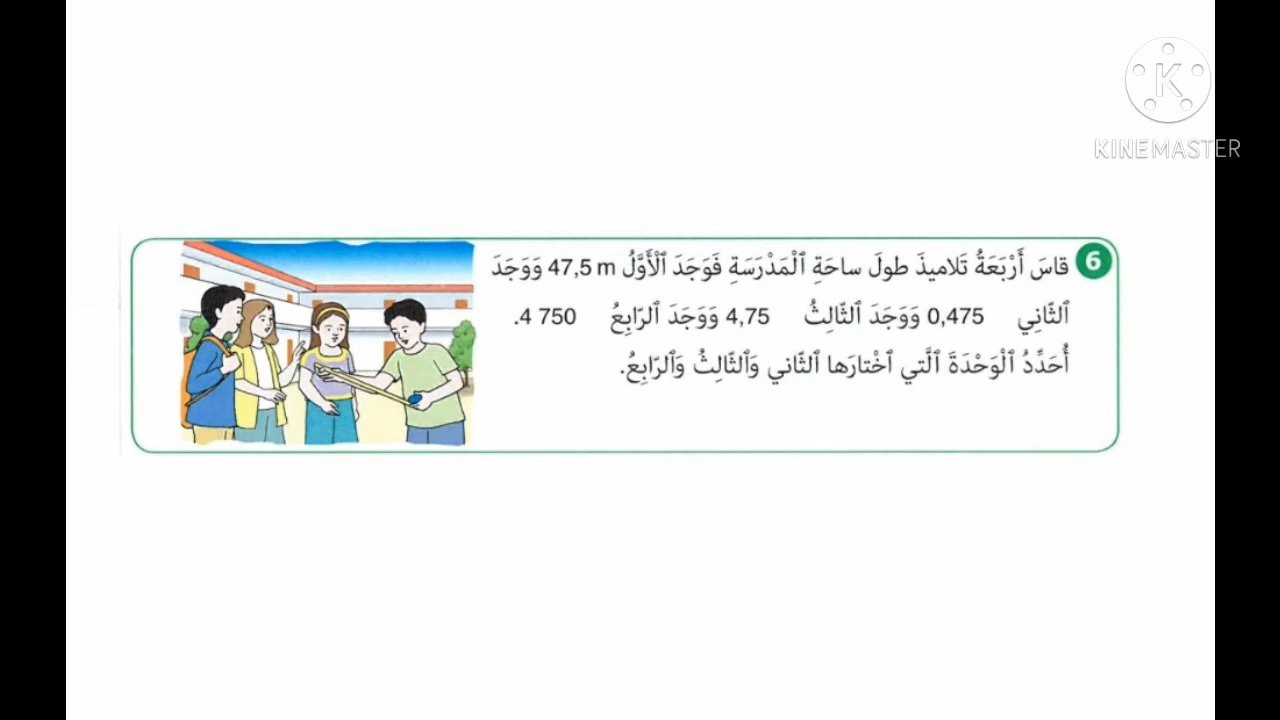 K
KINEMASTER
6 قاسَ أَرْبَعَةُ تَلاميذَ طولَ ساحَةِ ٱلْمَدْرَسَةِ فَوَجَدَ ٱلْأَوَّلُ 47,5 m وَوَجَدَ
ٱلثّانِي 0,475 وَوَجَدَ ٱلثّالِثُ 4,75 وَوَجَدَ ٱلرّابِعُ 4 750.
أُحَدِّدُ ٱلْوَحْدَةَ ٱلَّتي ٱخْتارَها ٱلثّاني وَٱلثّالِثُ وَٱلرّابِعُ.